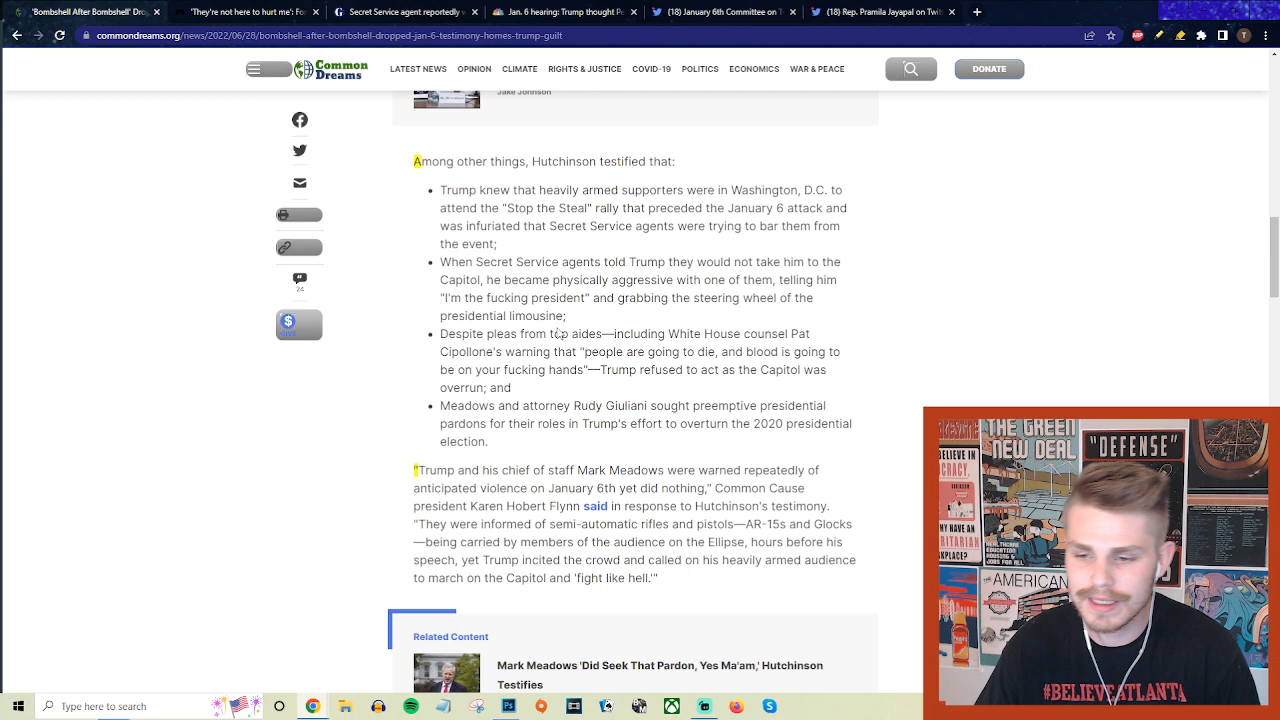 'Bombshell After Bombshell' Drop
'They're not here to hurt me': Fo
Secret Service agent reportedly v
Jan. 6 hearing: Trump thought Pe
(18) January 6th Committee on T
(18) Rep. Pramila Jayapal on Twit
commondreams.org/news/2022/06/28/bombshell-after-bombshell-dropped-jan-6-testimony-homes-trump-guilt
Common
Dreams
LATEST NEWS OPINION CLIMATE RIGHTS & JUSTICE COVID-19 POLITICS ECONOMICS WAR & PEACE
DONATE
Jake Johnson
Among other things, Hutchinson testified that:
Trump knew that heavily armed supporters were in Washington, D.C. to
attend the "Stop the Steal" rally that preceded the January 6 attack and
was infuriated that Secret Service agents were trying to bar them from
the event;
When Secret Service agents told Trump they would not take him to the
Capitol, he became physically aggressive with one of them, telling him
"I'm the fucking president" and grabbing the steering wheel of the
presidential limousine;
Despite pleas from top aides—including White House counsel Pat
Cipollone's warning that "people are going to die, and blood is going to
be on your fucking hands"—Trump refused to act as the Capitol was
overrun; and
Meadows and attorney Rudy Giuliani sought preemptive presidential
pardons for their roles in Trump's effort to overturn the 2020 presidential
election.
"Trump and his chief of staff Mark Meadows were warned repeatedly of
anticipated violence on January 6th yet did nothing," Common Cause
president Karen Hobert Flynn said in response to Hutchinson's testimony.
"They were informed of semi-automatic rifles and pistols—AR-15s and Glocks
—being carried by members of the audience on the Ellipse, hours before his
speech, yet Trump incited the crowd and called on his heavily armed audience
to march on the Capitol and 'fight like hell.'"
Related Content
Mark Meadows 'Did Seek That Pardon, Yes Ma'am,' Hutchinson
Testifies
24
THE GREEN
NEW DEAL
"DEFENSE"
BELIEVE IN
HEALTHCARE
EDUCATION
HOUSING &
JOBS FOR ALL
AMERICAN
#BELIEVEATLANTA
Type here to search